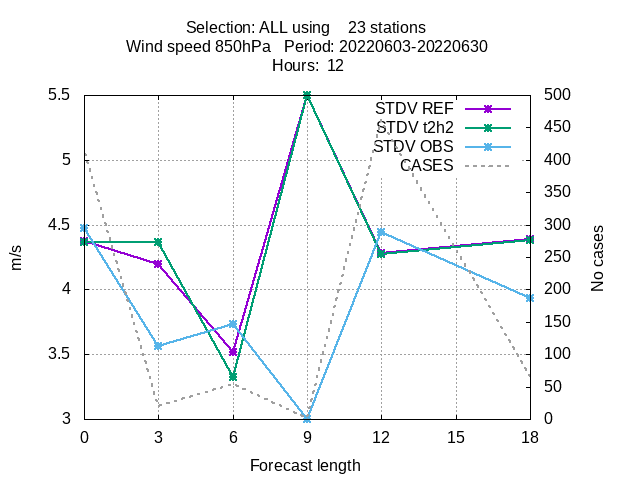 Selection: ALL using    23 stations
Wind speed 850hPa   Period: 20220603-20220630
Hours:  12
5.5
5
4.5
4
3.5
3
m/s
STDV REF
STDV t2h2
STDV OBS
CASES
500
450
400
350
300
250
200
150
100
50
0
No cases
0 3 6 9 12 15 18
Forecast length